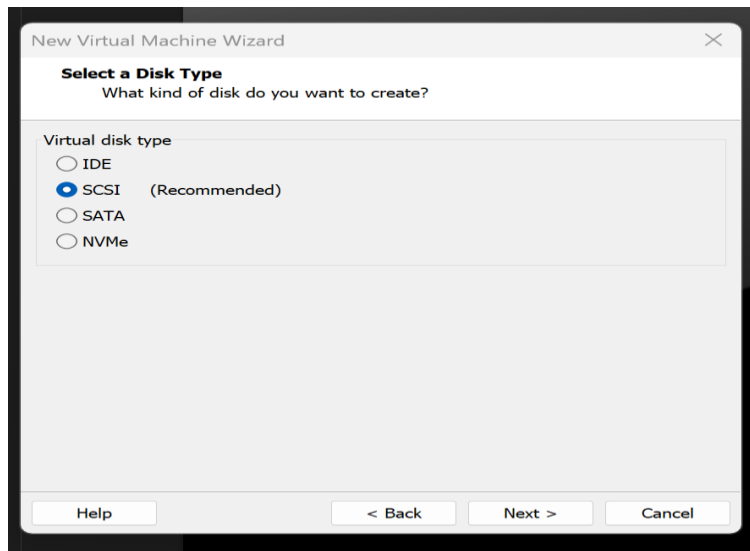 New Virtual Machine Wizard
Select a Disk Type
What kind of disk do you want to create?
Virtual disk type
IDE
SCSI (Recommended)
SATA
NVMe
Help < Back Next > Cancel